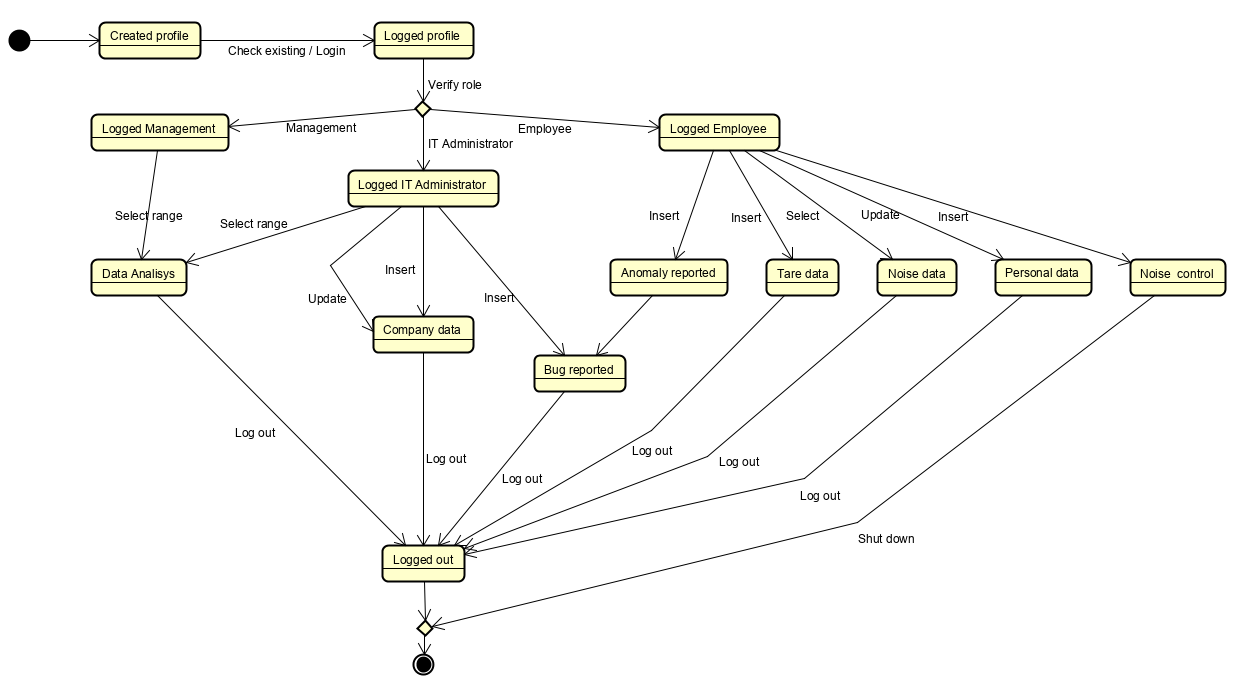 Created profile
Check existing / Login
Logged profile
Verify role
Logged Management
Management
IT Administrator
Employee
Logged Employee
Logged IT Administrator
Select range
Select range
Update
Insert
Insert
Insert
Insert
Select
Update
Insert
Data Analisys
Company data
Bug reported
Anomaly reported
Tare data
Noise data
Personal data
Noise  control
Log out
Log out
Log out
Log out
Log out
Log out
Shut down
Logged out